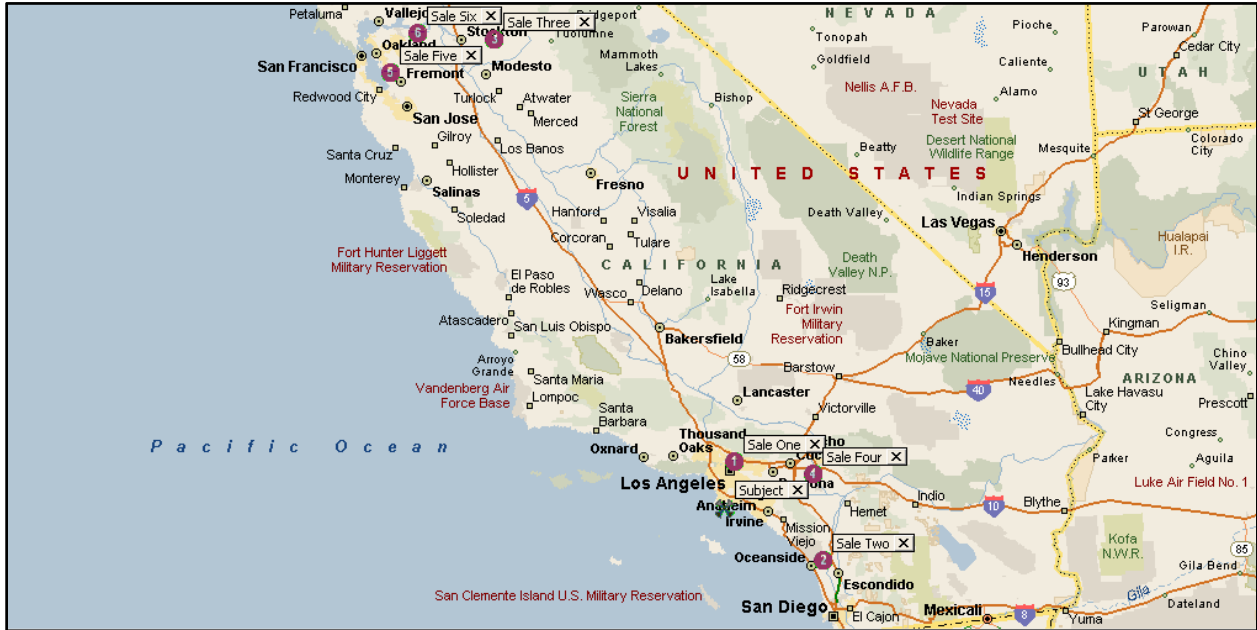 Petaluma
Vallejo
Sale Six
Sale Three
Bridgeport
NEVADA
Pioche
Parowan
6
Stockton
3
Tuolumne
Tonopah
Cedar City
Oakland
Sale Five
Mammoth
Lakes
Goldfield
Caliente
UTAH
San Francisco
5
Fremont
Modesto
Nellis A.F.B.
Redwood City
Turlock
Atwater
Sierra
National
Forest
Bishop
Nevada
Test Site
Alamo
San Jose
Merced
St George
Gilroy
Los Banos
Beatty
Desert National
Wildlife Range
Mesquite
Colorado
City
Santa Cruz
Hollister
UNITED STATES
Monterey
Salinas
Fresno
5
Indian Springs
Soledad
Hanford
Visalia
Death Valley
Las Vegas
Corcoran
Tulare
Henderson
Hualapai
I.R.
Fort Hunter Liggett
Military Reservation
CALIFORNIA
Death
Valley N.P.
El Paso
de Robles
Delano
Lake
Isabella
Ridgecrest
15
93
Wasco
Fort Irwin
Military
Reservation
Seligman
Atascadero
San Luis Obispo
Bakersfield
Baker
Kingman
Arroyo
Grande
58
Mojave National Preserve
Bullhead City
Chino
Valley
Santa Maria
Barstow
Needles
ARIZONA
Vandenberg Air
Force Base
Lompoc
Lancaster
40
Lake Havasu
City
Prescott
Santa
Barbara
Victorville
Pacific Ocean
Oxnard
Thousand
Oaks
Sale One
Congress
1
Sale Four
Parker
Aguila
Los Angeles
4
Luke Air Field No. 1
Subject
Anaheim
Irvine
Hemet
Indio
10
Blythe
Mission
Viejo
Oceanside
2
Sale Two
Kofa
N.W.R.
85
Escondido
Gila Bend
San Clemente Island U.S. Military Reservation
San Diego
El Cajon
Mexicali
8
Yuma
Gila
Dateland